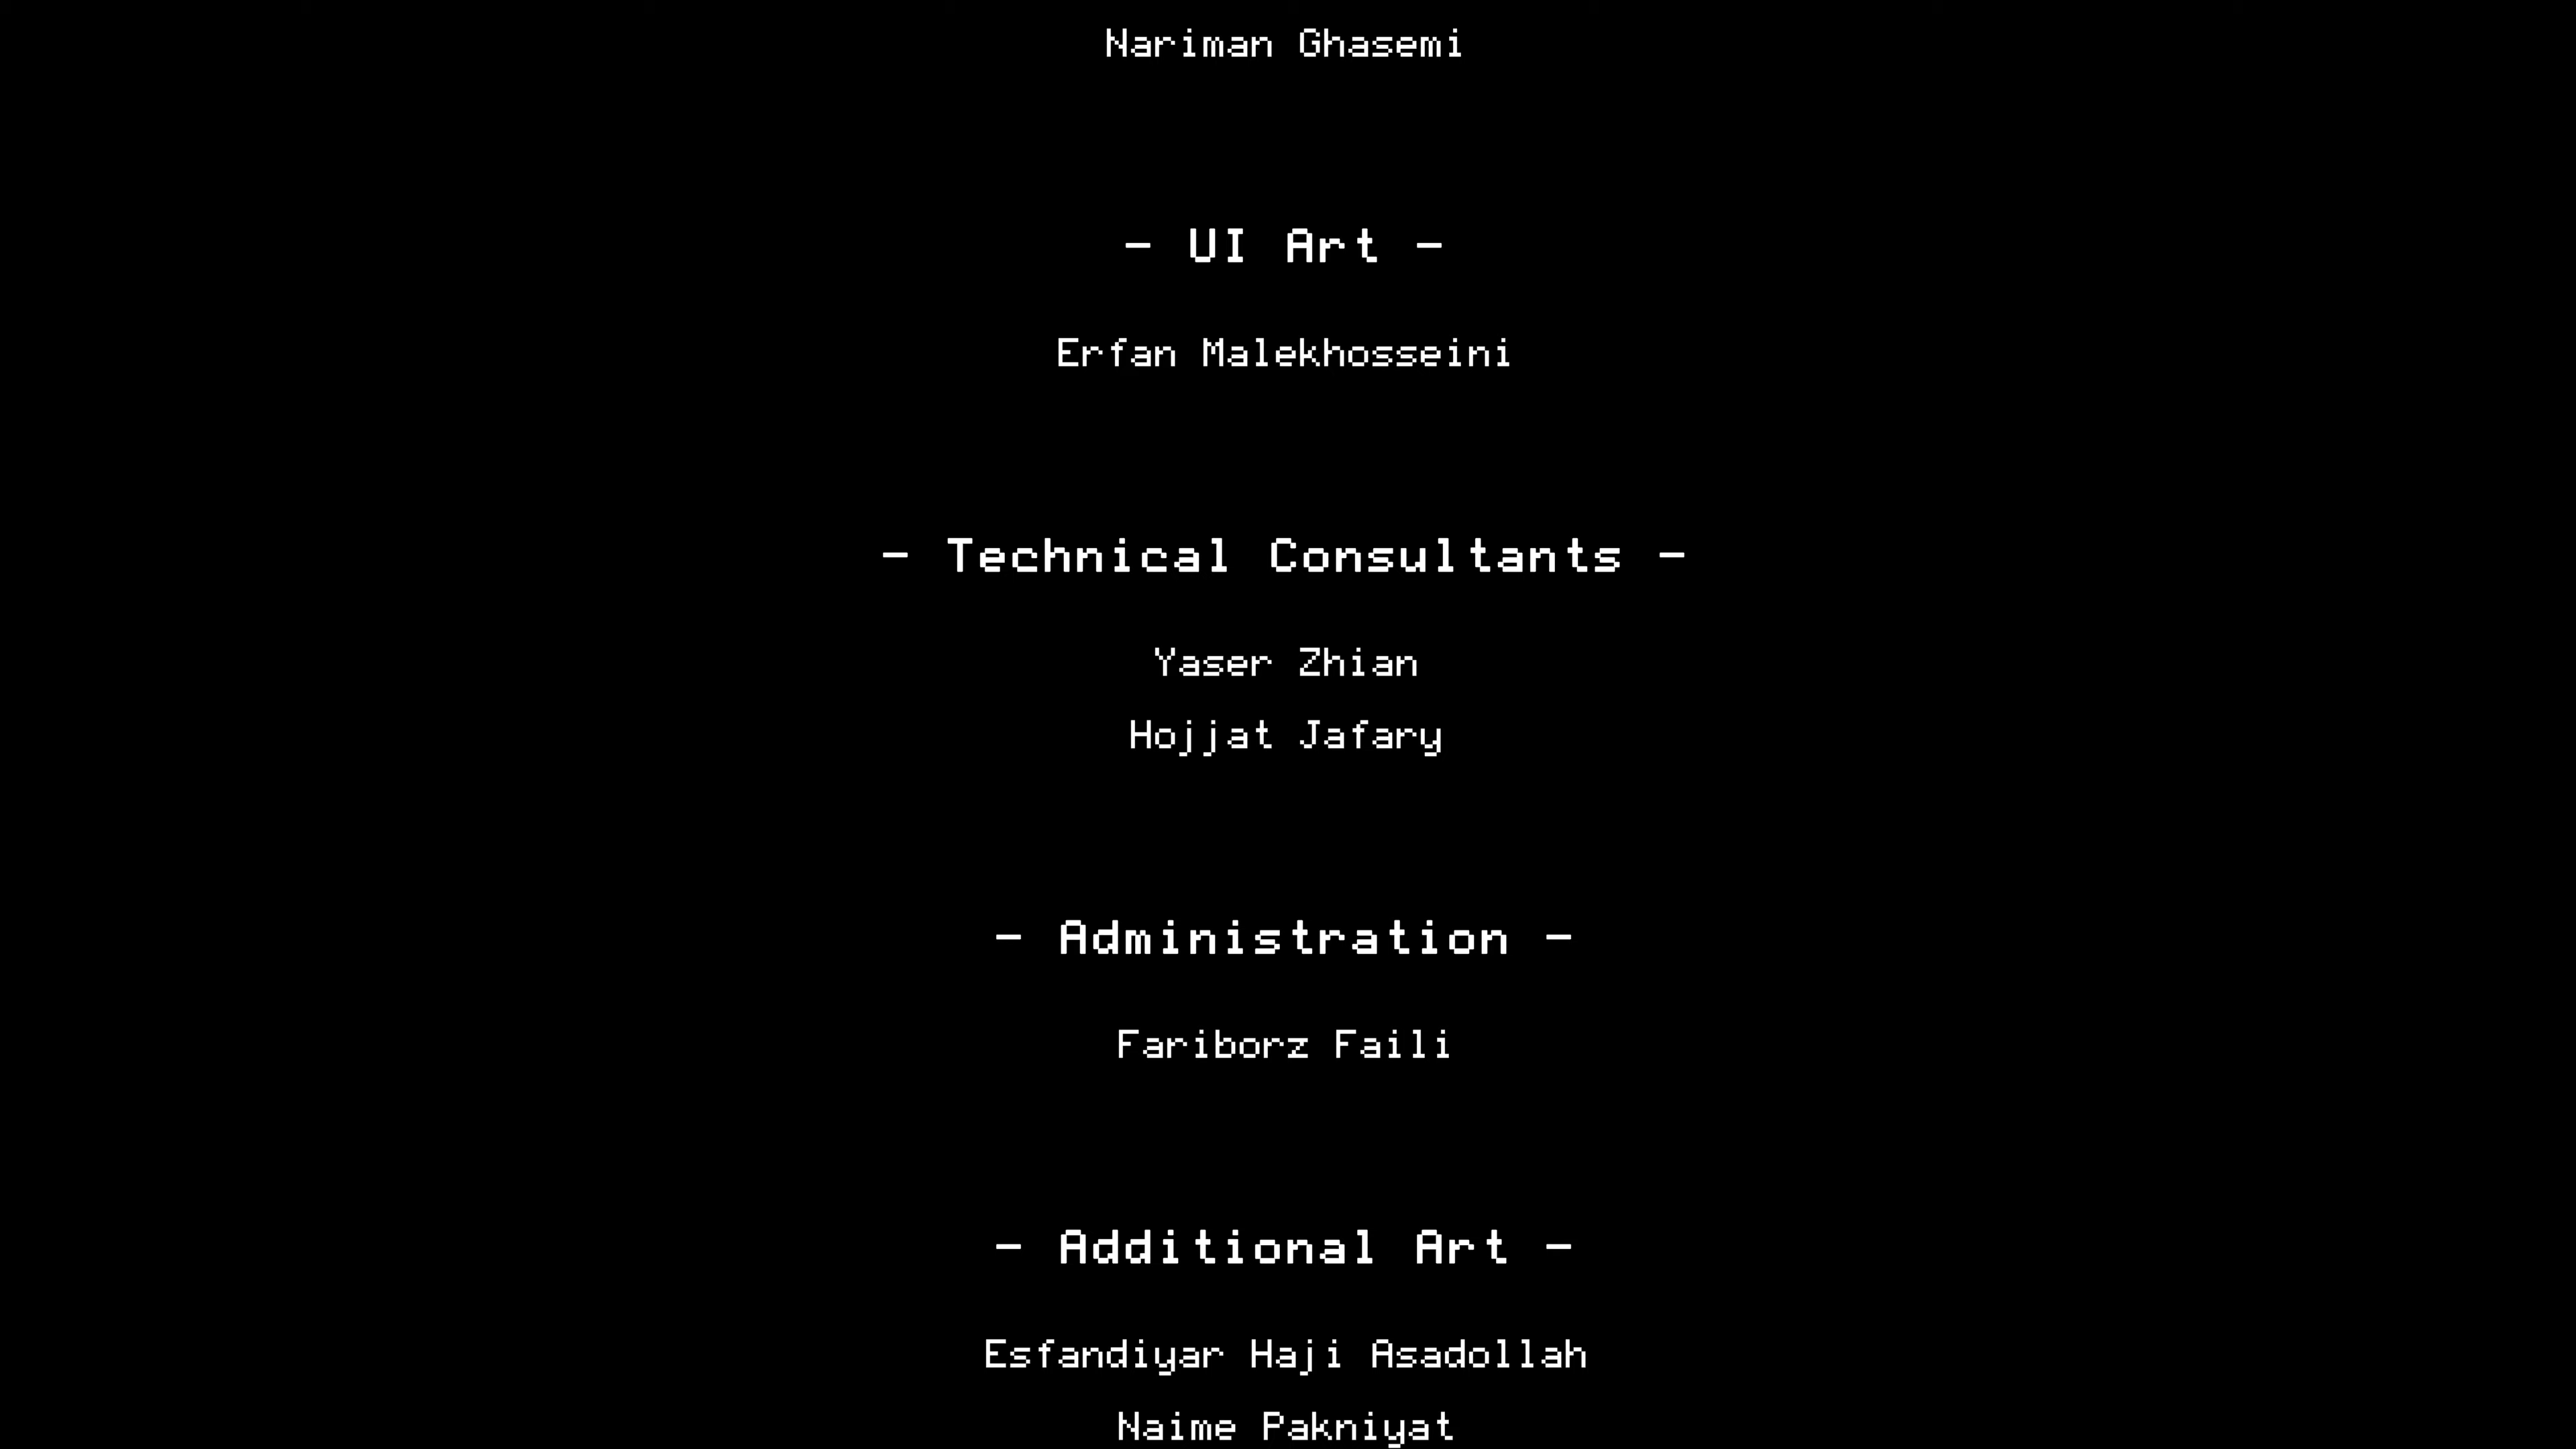 Nariman Ghasemi
- UI Art -
Erfan Malekhosseini
- Technical Consultants -
Yaser Zhian
Hojjat Jafary
- Administration -
Fariborz Faili
- Additional Art -
Esfandiyar Haji Asadollah
Naime Pakniyat